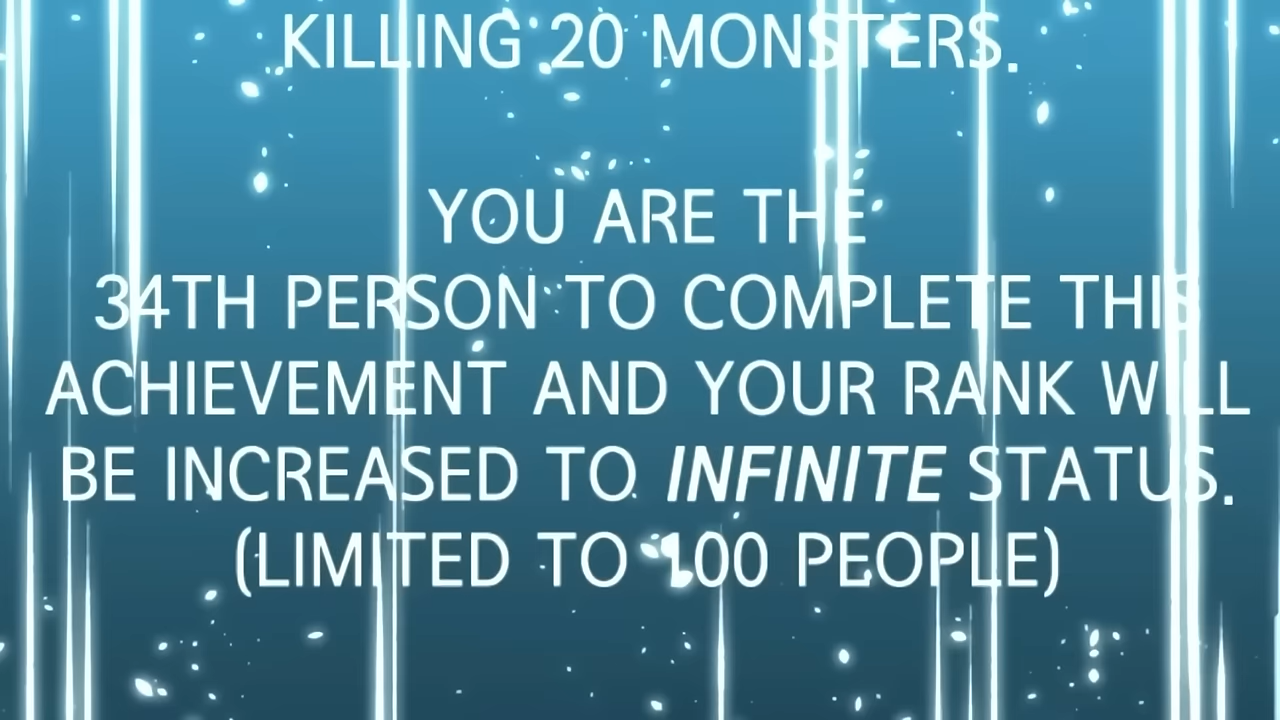 KILLING 20 MONSTERS.
YOU ARE THE
34TH PERSON TO COMPLETE THIS
ACHIEVEMENT AND YOUR RANK WILL
BE INCREASED TO INFINITE STATUS.
(LIMITED TO 100 PEOPLE)